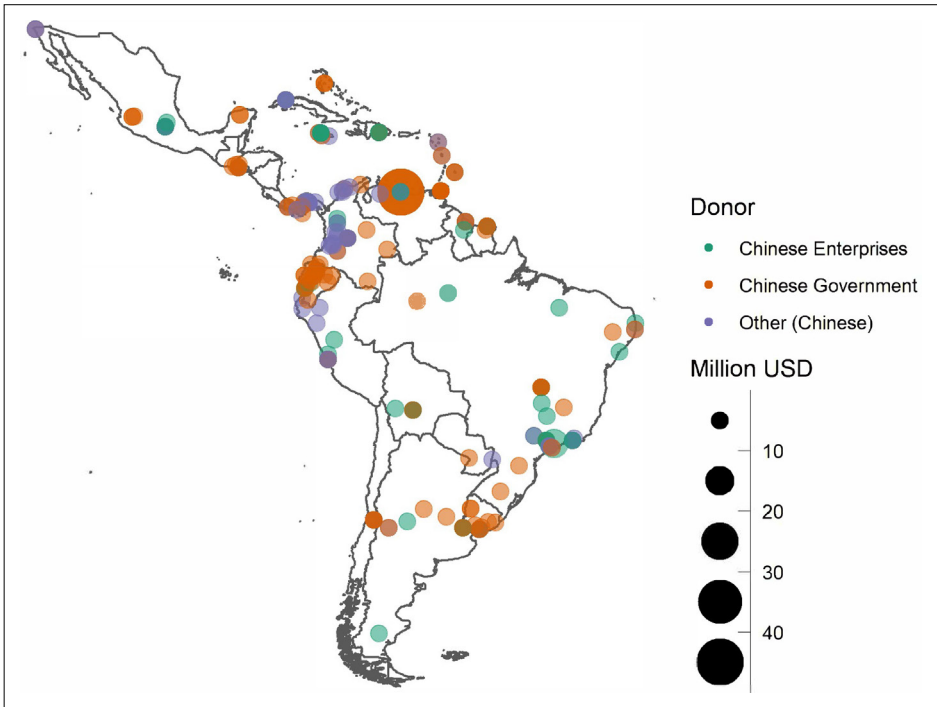 Donor
Chinese Enterprises
Chinese Government
Other (Chinese)
Million USD
10
20
30
40